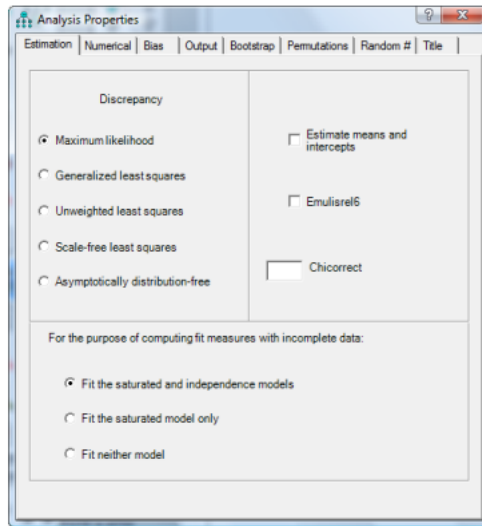 Analysis Properties
Estimation Numerical Bias Output Bootstrap Permutations Random # Title
Discrepancy
Maximum likelihood
Generalized least squares
Unweighted least squares
Scale-free least squares
Asymptotically distribution-free
Estimate means and
intercepts
Emulisrel6
Chicorrect
For the purpose of computing fit measures with incomplete data:
Fit the saturated and independence models
Fit the saturated model only
Fit neither model